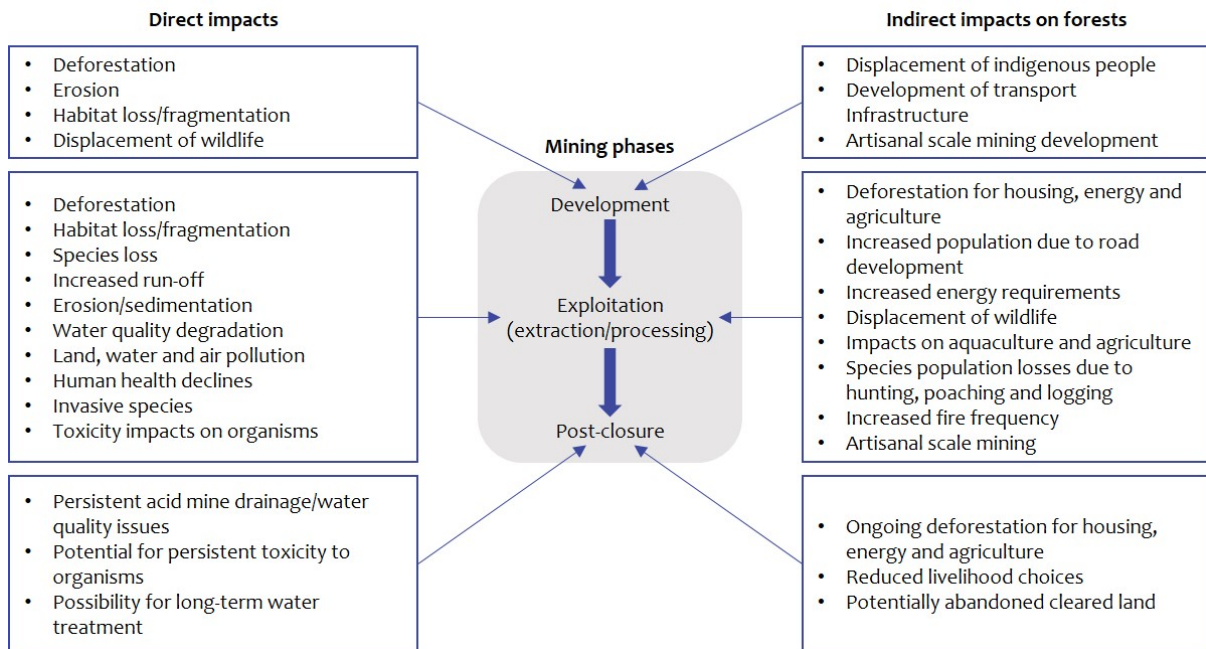 Direct impacts
• Deforestation
• Erosion
• Habitat loss/fragmentation
• Displacement of wildlife
• Deforestation
• Habitat loss/fragmentation
• Species loss
• Increased run-off
• Erosion/sedimentation
• Water quality degradation
• Land, water and air pollution
• Human health declines
• Invasive species
• Toxicity impacts on organisms
• Persistent acid mine drainage/water
quality issues
• Potential for persistent toxicity to
organisms
• Possibility for long-term water
treatment
Mining phases
Development
Exploitation
(extraction/processing)
Post-closure
Indirect impacts on forests
• Displacement of indigenous people
• Development of transport
Infrastructure
• Artisanal scale mining development
• Deforestation for housing, energy and
agriculture
• Increased population due to road
development
• Increased energy requirements
• Displacement of wildlife
• Impacts on aquaculture and agriculture
• Species population losses due to
hunting, poaching and logging
• Increased fire frequency
• Artisanal scale mining
• Ongoing deforestation for housing,
energy and agriculture
• Reduced livelihood choices
• Potentially abandoned cleared land